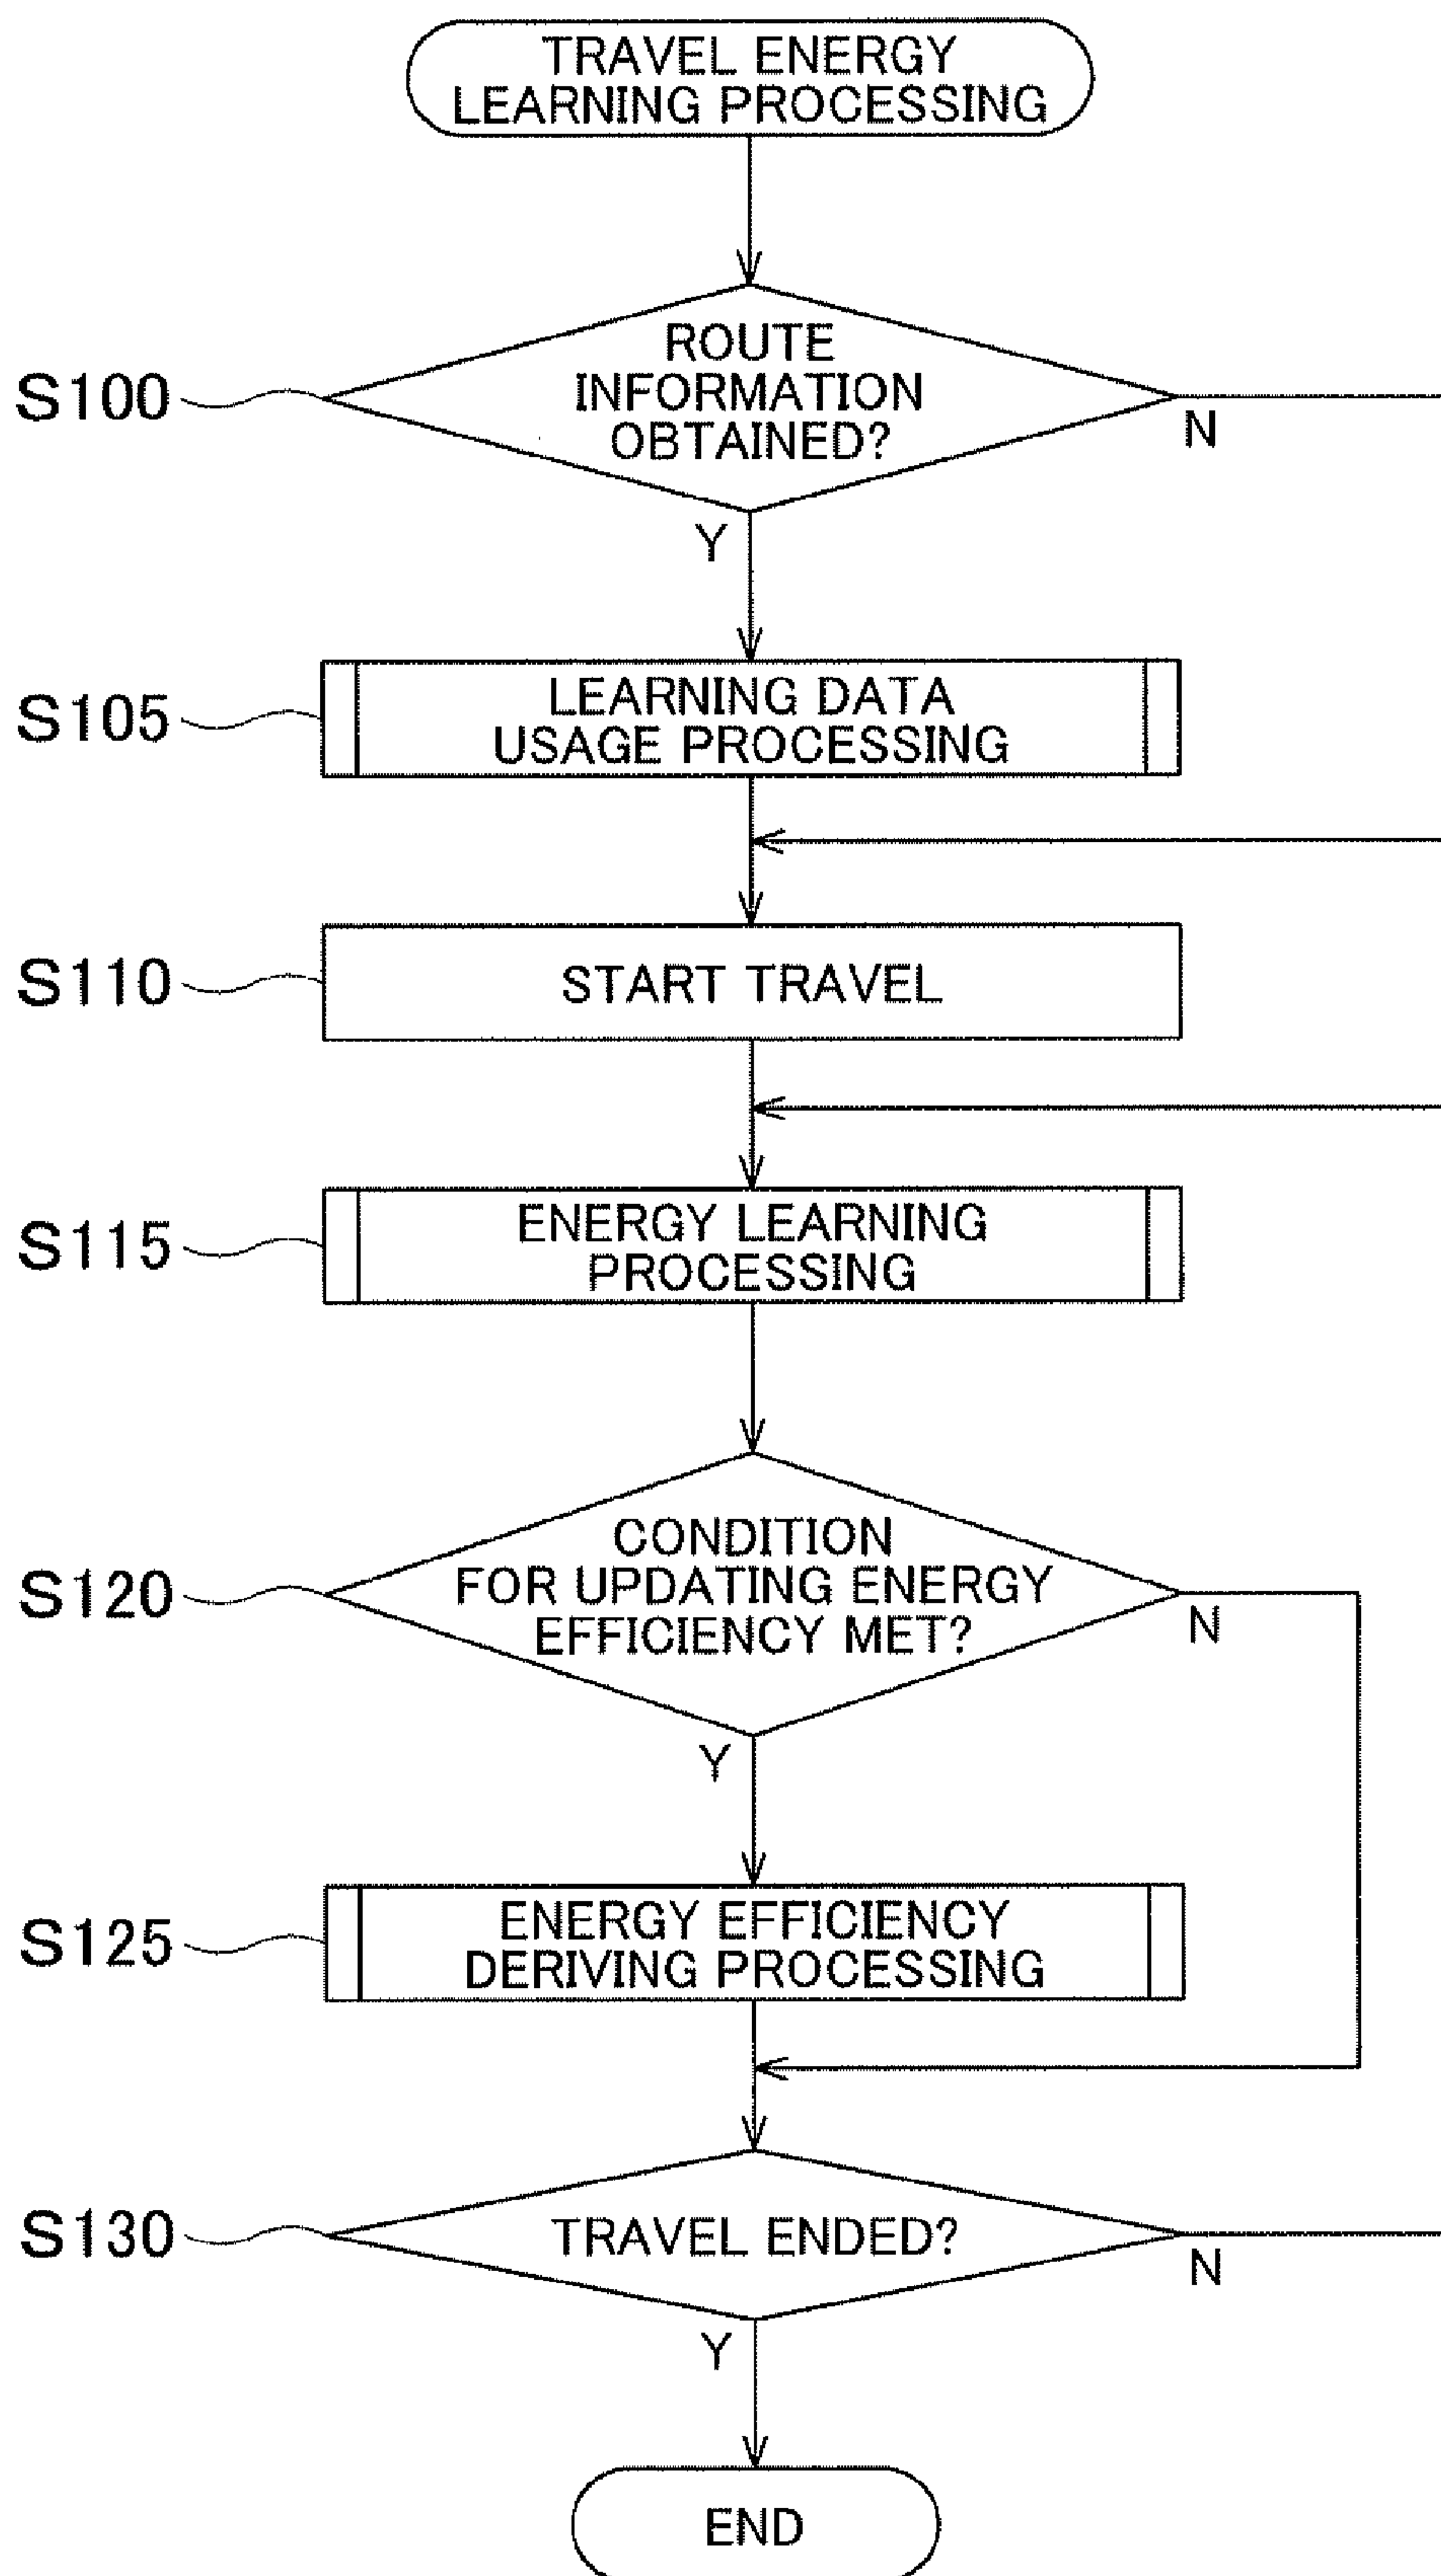 TRAVEL ENERGY
LEARNING PROCESSING
S100
ROUTE
INFORMATION
OBTAINED?
N
Y
S105
LEARNING DATA
USAGE PROCESSING
S110
START TRAVEL
S115
ENERGY LEARNING
PROCESSING
S120
CONDITION
FOR UPDATING ENERGY
EFFICIENCY MET?
N
Y
S125
ENERGY EFFICIENCY
DERIVING PROCESSING
S130
TRAVEL ENDED?
N
Y
END